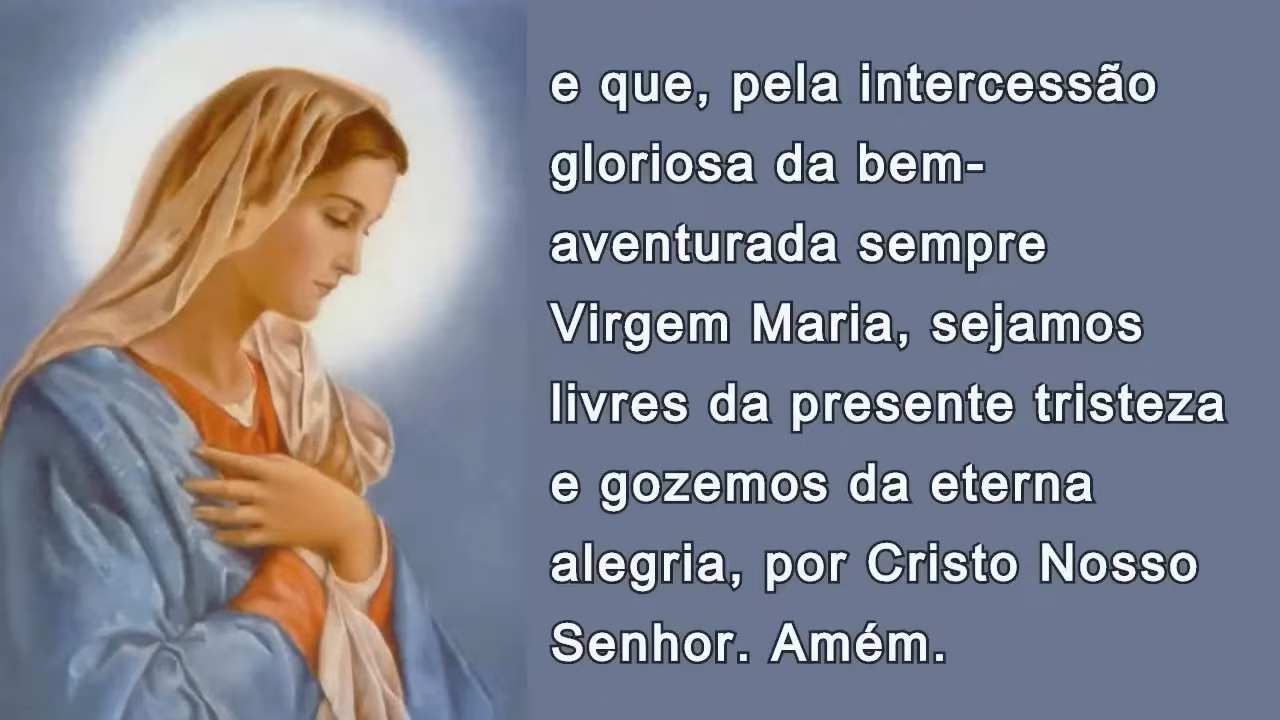 e que, pela intercessão
gloriosa da bem-
aventurada sempre
Virgem Maria, sejamos
livres da presente tristeza
e gozemos da eterna
alegria, por Cristo Nosso
Senhor. Amém.